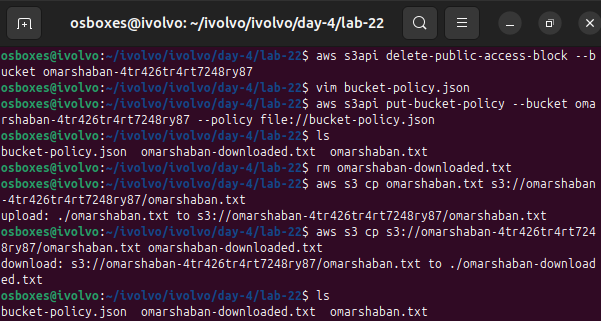 osboxes@ivolvo: ~/ivolvo/ivolvo/day-4/lab-22
osboxes@ivolvo:~/ivolvo/ivolvo/day-4/lab-22$ aws s3api delete-public-access-block --b
ucket omarshaban-4tr426tr4rt7248ry87
osboxes@ivolvo:~/ivolvo/ivolvo/day-4/lab-22$ vim bucket-policy.json
osboxes@ivolvo:~/ivolvo/ivolvo/day-4/lab-22$ aws s3api put-bucket-policy --bucket oma
rshaban-4tr426tr4rt7248ry87 --policy file://bucket-policy.json
osboxes@ivolvo:~/ivolvo/ivolvo/day-4/lab-22$ ls
bucket-policy.json  omarshaban-downloaded.txt  omarshaban.txt
osboxes@ivolvo:~/ivolvo/ivolvo/day-4/lab-22$ rm omarshaban-downloaded.txt
osboxes@ivolvo:~/ivolvo/ivolvo/day-4/lab-22$ aws s3 cp omarshaban.txt s3://omarshaban
-4tr426tr4rt7248ry87/omarshaban.txt
upload: ./omarshaban.txt to s3://omarshaban-4tr426tr4rt7248ry87/omarshaban.txt
osboxes@ivolvo:~/ivolvo/ivolvo/day-4/lab-22$ aws s3 cp s3://omarshaban-4tr426tr4rt724
8ry87/omarshaban.txt omarshaban-downloaded.txt
download: s3://omarshaban-4tr426tr4rt7248ry87/omarshaban.txt to ./omarshaban-download
ed.txt
osboxes@ivolvo:~/ivolvo/ivolvo/day-4/lab-22$ ls
bucket-policy.json  omarshaban-downloaded.txt  omarshaban.txt